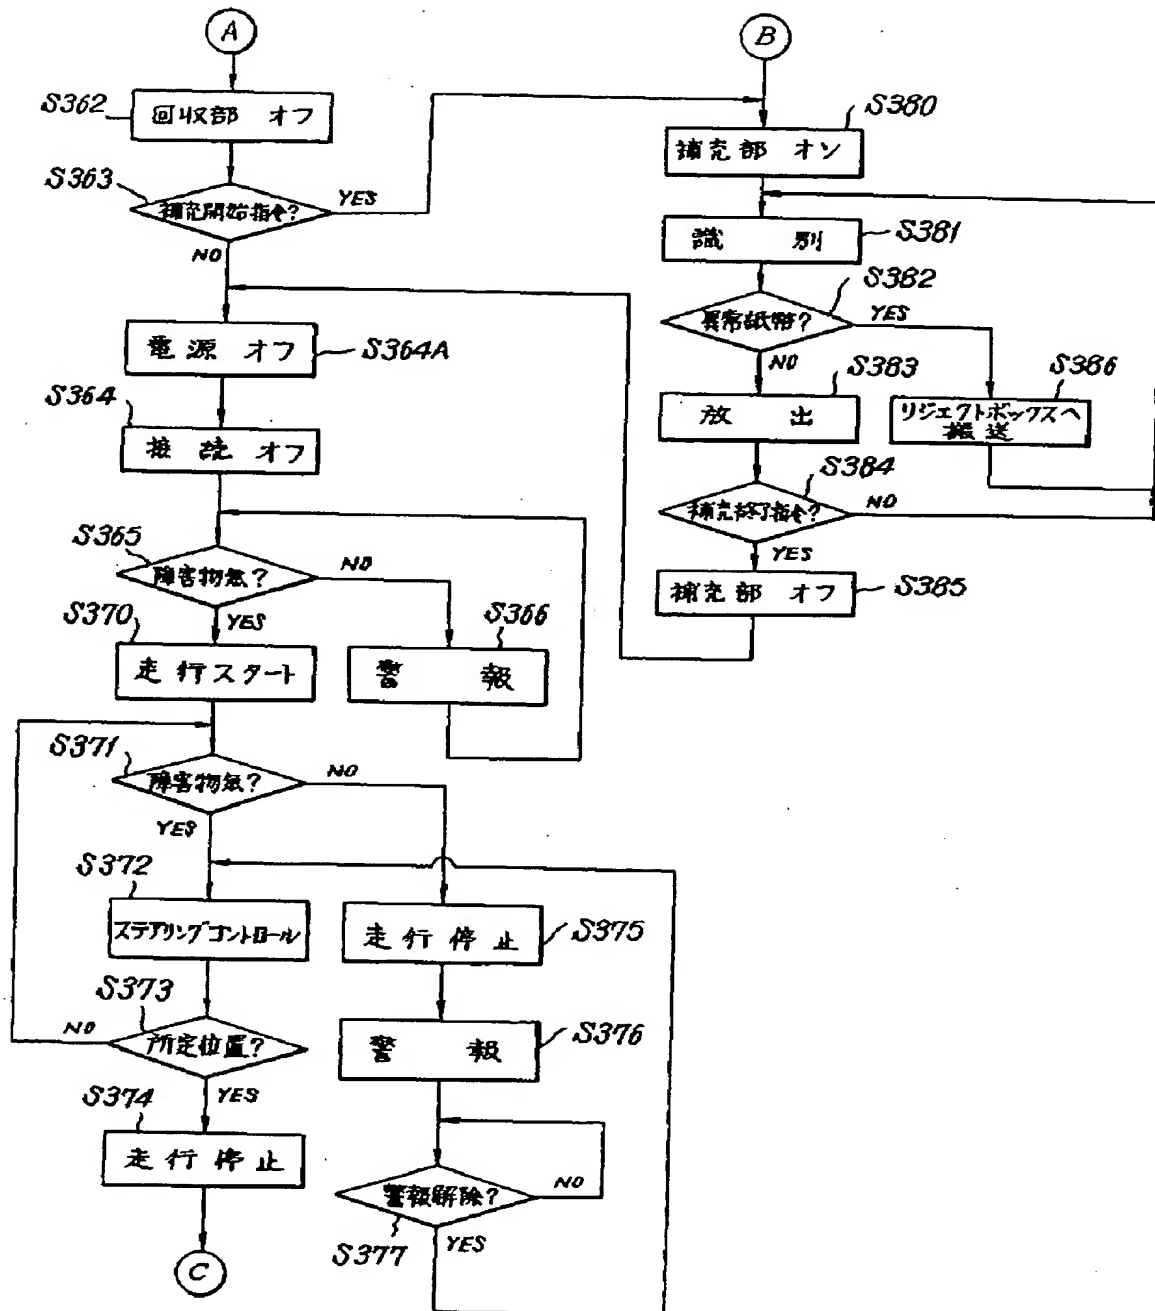 A
S362
回収部 オフ
S363
補充開始指令?
YES
NO
電源 オフ
S364A
S364
接続 オフ
S365
障害物無?
NO
YES
S366
警報
S370
走行スタート
S371
障害物無?
NO
YES
S372
ステアリングコントロール
S373
所定位置?
NO
YES
S374
走行停止
C
走行停止
S375
警報
S376
警報解除?
NO
YES
S377
B
S380
補充部 オン
識別
S381
S382
異常紙幣?
YES
NO
S383
放出
S386
リジェクトボックスへ
搬送
S384
補充終了指令?
NO
YES
補充部 オフ
S385